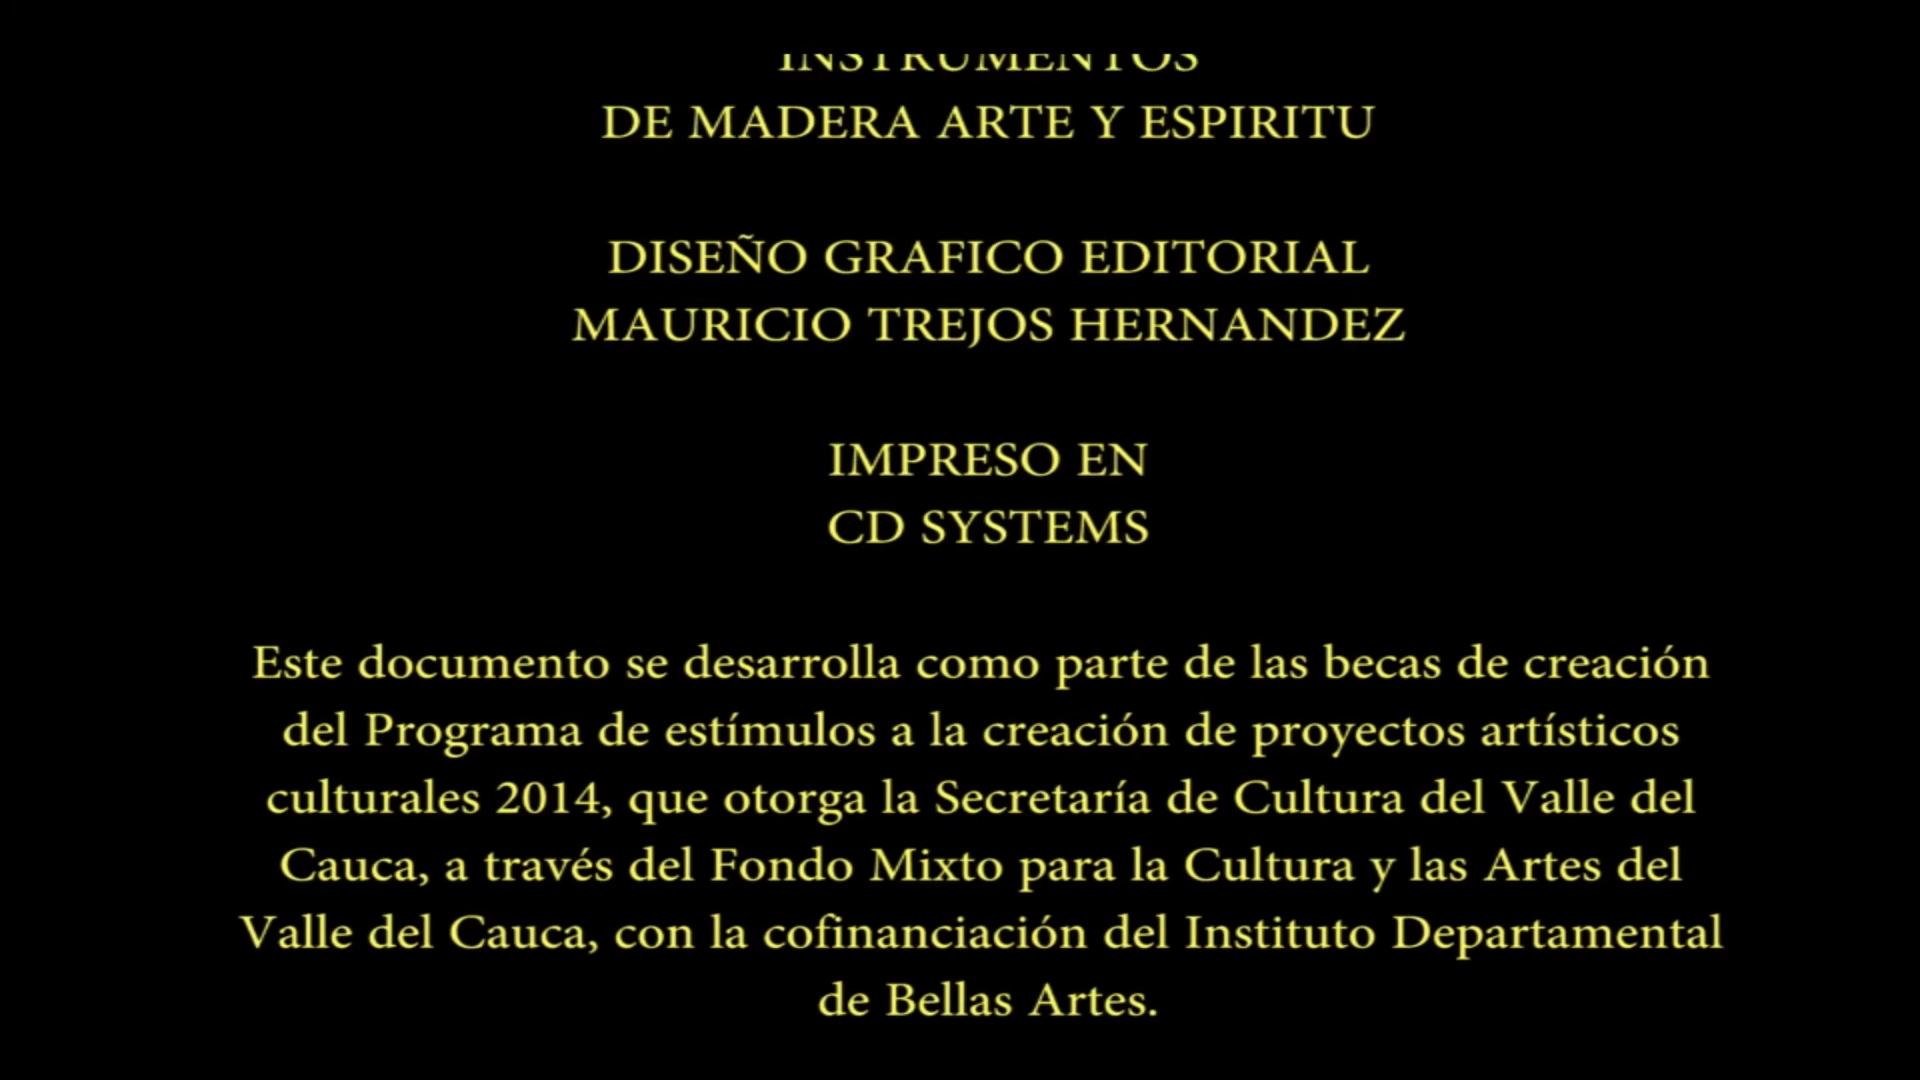 INSTRUMENTOS
DE MADERA ARTE Y ESPIRITU
DISEÑO GRAFICO EDITORIAL
MAURICIO TREJOS HERNANDEZ
IMPRESO EN
CD SYSTEMS
Este documento se desarrolla como parte de las becas de creación
del Programa de estímulos a la creación de proyectos artísticos
culturales 2014, que otorga la Secretaría de Cultura del Valle del
Cauca, a través del Fondo Mixto para la Cultura y las Artes del
Valle del Cauca, con la cofinanciación del Instituto Departamental
de Bellas Artes.